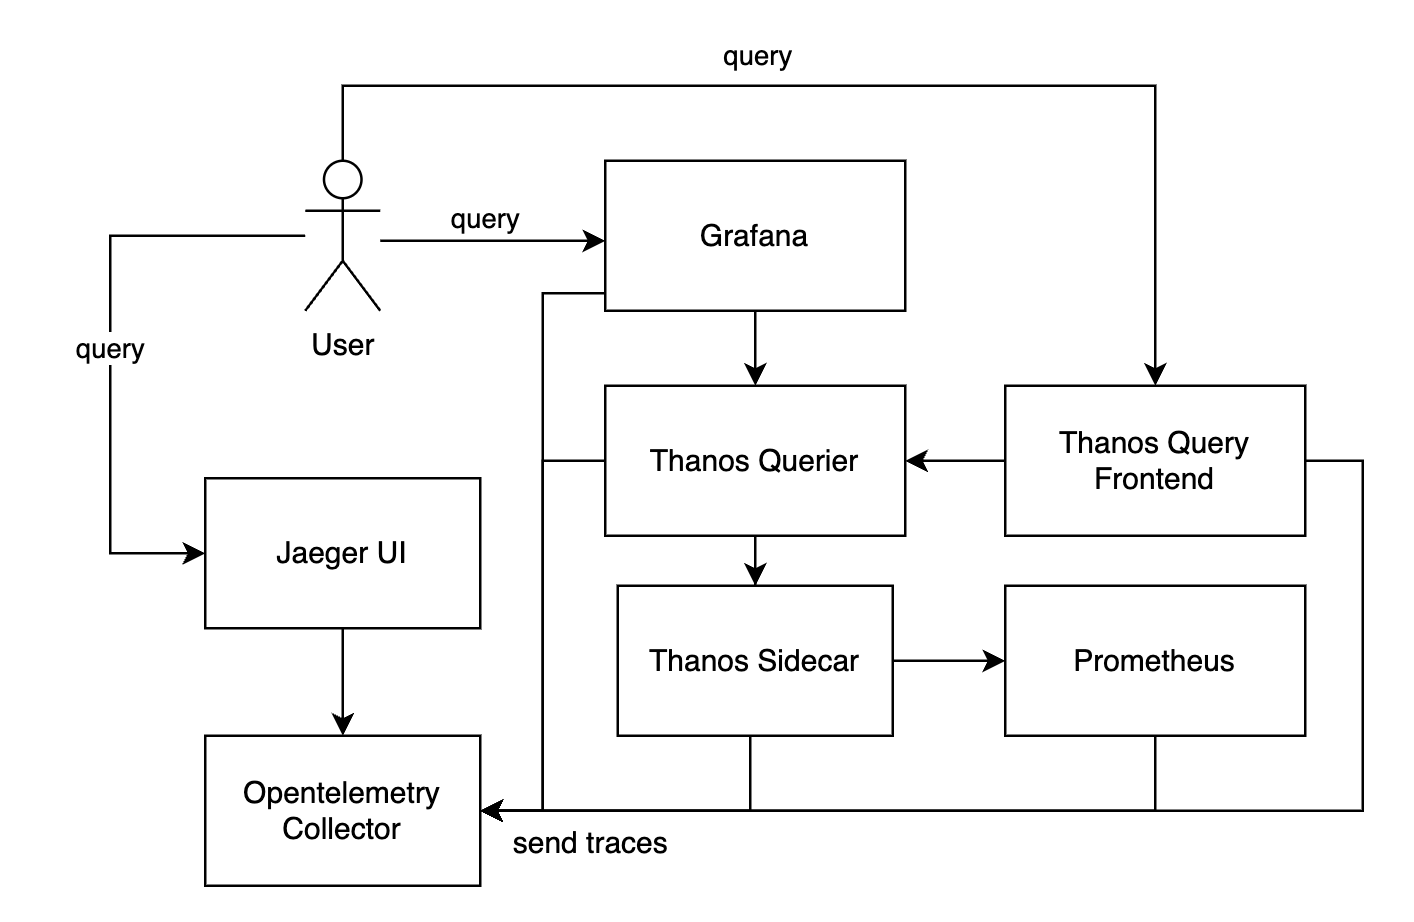 query
query
Grafana
User
query
Thanos Querier
Thanos Query
Frontend
Jaeger UI
Thanos Sidecar
Prometheus
Opentelemetry
Collector
send traces